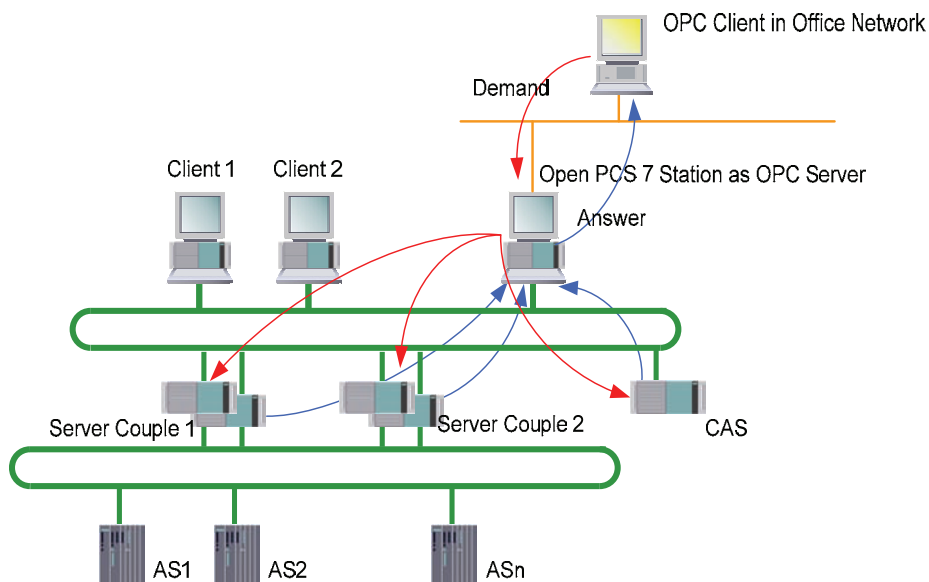 OPC Client in Office Network
Demand
Client 1
Client 2
Open PCS 7 Station as OPC Server
Answer
Server Couple 1
Server Couple 2
CAS
AS1
AS2
ASn